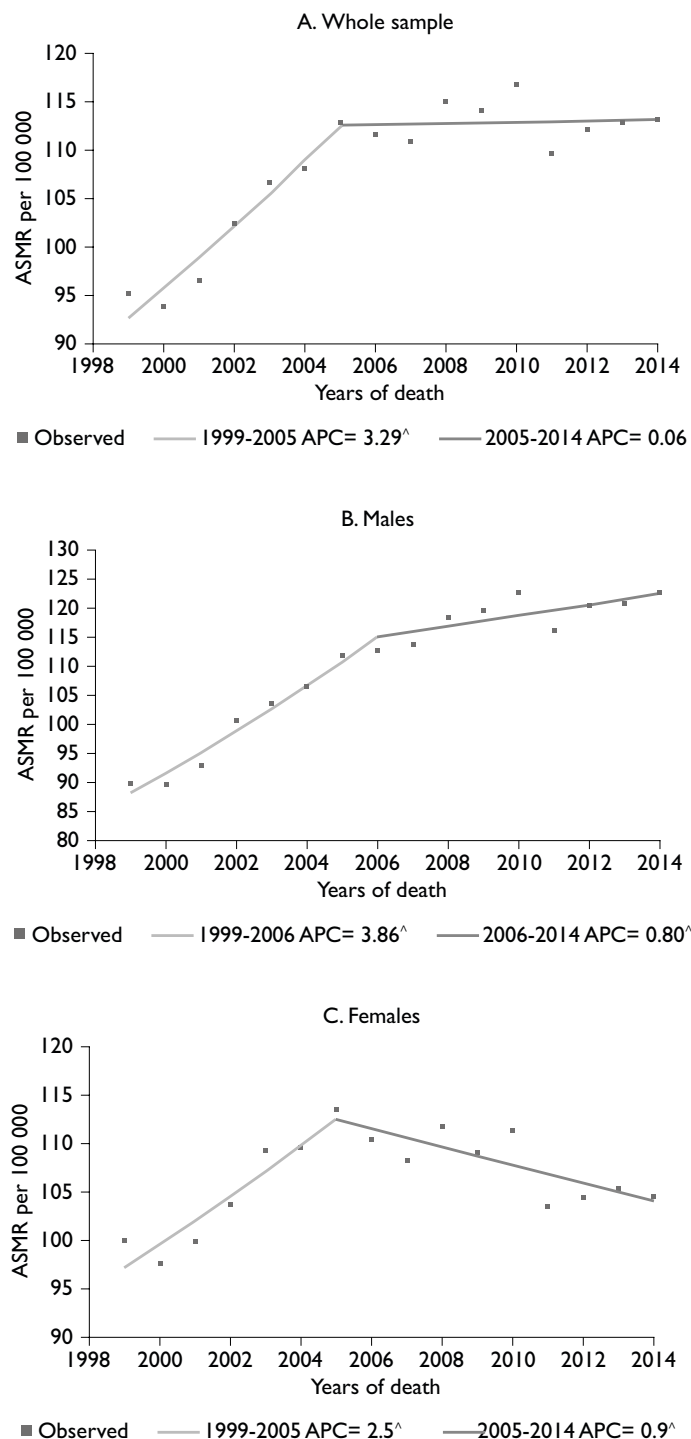 A. Whole sample
120
115
110
105
100
95
90
ASMR per 100 000
1998 2000 2002 2004 2006 2008 2010 2012 2014
Years of death
Observed 1999-2005 APC= 3.29^ 2005-2014 APC= 0.06
B. Males
130
125
120
115
110
105
100
95
90
85
80
ASMR per 100 000
1998 2000 2002 2004 2006 2008 2010 2012 2014
Years of death
Observed 1999-2006 APC= 3.86^ 2006-2014 APC= 0.80^
C. Females
120
115
110
105
100
95
90
ASMR per 100 000
1998 2000 2002 2004 2006 2008 2010 2012 2014
Years of death
Observed 1999-2005 APC= 2.5^ 2005-2014 APC= 0.9^